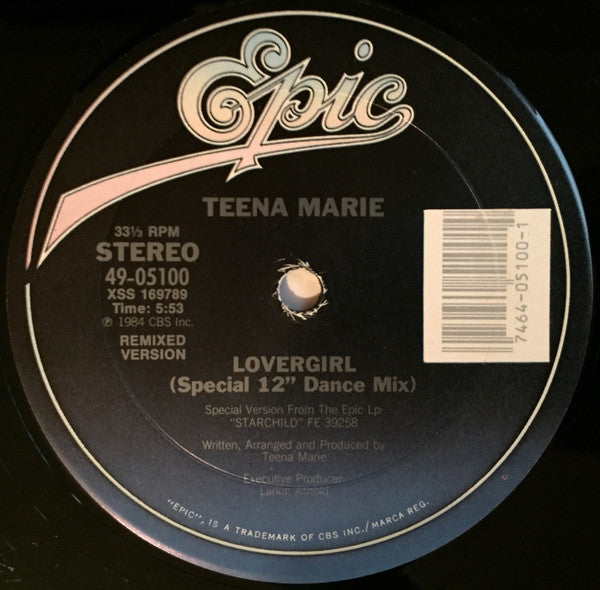 Epic
TEENA MARIE
33⅓ RPM
STEREO
49-05100
XSS 169789
Time: 5:53
℗ 1984 CBS Inc.
REMIXED
VERSION
7464-05100-1
LOVERGIRL
(Special 12" Dance Mix)
Special Version From The Epic Lp:
"STARCHILD" FE 39258
Written, Arranged and Produced by
Teena Marie
Executive Producer:
Larkin Arnold
"EPIC", IS A TRADEMARK OF CBS INC./MARCA REG.